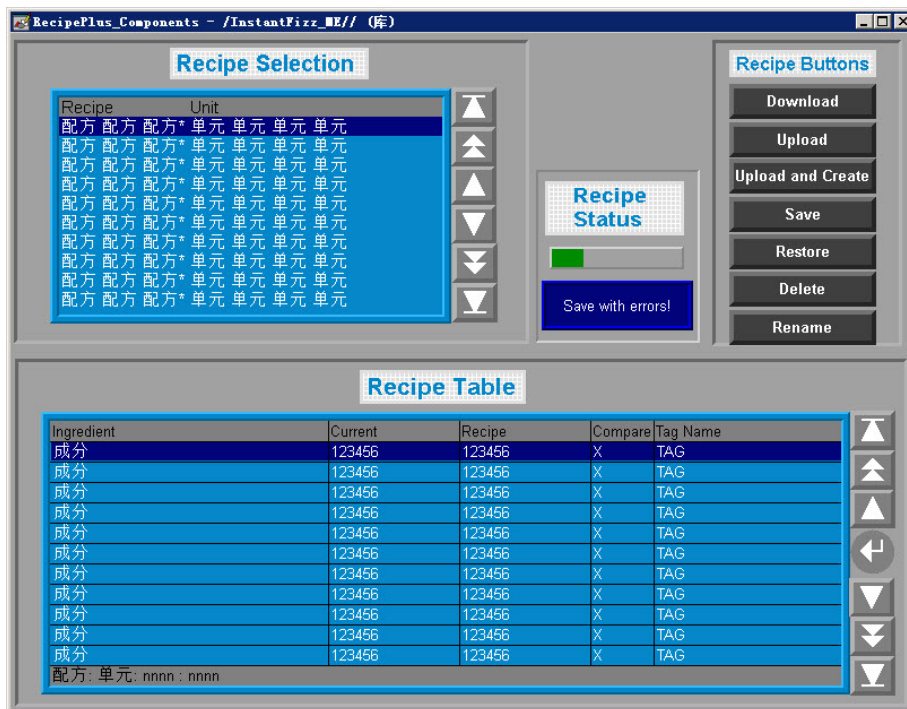 RecipePlus_Components - /InstantFizz_ME// (库)
Recipe Selection
Recipe Unit
配方 配方 配方* 单元 单元 单元 单元
配方 配方 配方* 单元 单元 单元 单元
配方 配方 配方* 单元 单元 单元 单元
配方 配方 配方* 单元 单元 单元 单元
配方 配方 配方* 单元 单元 单元 单元
配方 配方 配方* 单元 单元 单元 单元
配方 配方 配方* 单元 单元 单元 单元
配方 配方 配方* 单元 单元 单元 单元
配方 配方 配方* 单元 单元 单元 单元
配方 配方 配方* 单元 单元 单元 单元
Recipe
Status
Save with errors!
Recipe Buttons
Download
Upload
Upload and Create
Save
Restore
Delete
Rename
Recipe Table
Ingredient Current Recipe Compare Tag Name
成分 123456 123456 X TAG
成分 123456 123456 X TAG
成分 123456 123456 X TAG
成分 123456 123456 X TAG
成分 123456 123456 X TAG
成分 123456 123456 X TAG
成分 123456 123456 X TAG
成分 123456 123456 X TAG
成分 123456 123456 X TAG
成分 123456 123456 X TAG
成分 123456 123456 X TAG
配方: 单元: nnnn : nnnn